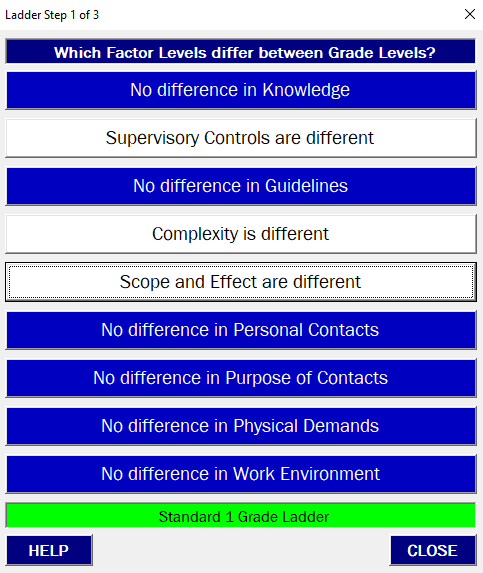 Ladder Step 1 of 3
Which Factor Levels differ between Grade Levels?
No difference in Knowledge
Supervisory Controls are different
No difference in Guidelines
Complexity is different
Scope and Effect are different
No difference in Personal Contacts
No difference in Purpose of Contacts
No difference in Physical Demands
No difference in Work Environment
Standard 1 Grade Ladder
HELP
CLOSE